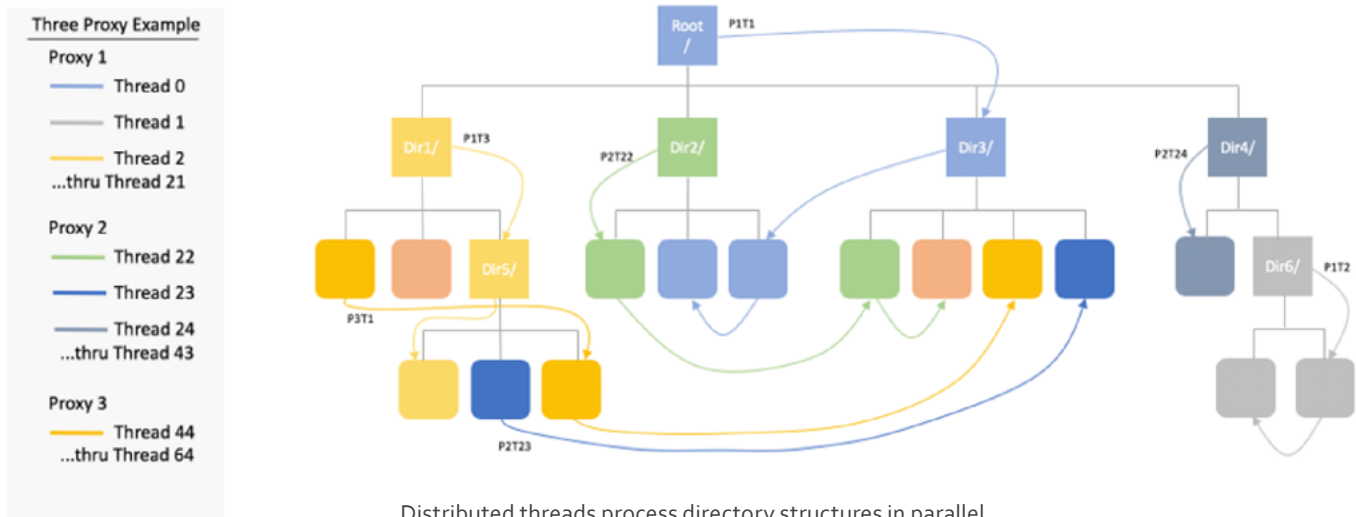 Three Proxy Example
Proxy 1
Thread 0
Thread 1
Thread 2
...thru Thread 21
Proxy 2
Thread 22
Thread 23
Thread 24
...thru Thread 43
Proxy 3
Thread 44
...thru Thread 64
Root
/
P1T1
Dir1/
P1T3
P2T22
Dir2/
Dir3/
P2T24
Dir4/
Dir5/
Dir6/
P1T2
P3T1
P2T23
Distributed threads process directory structures in parallel